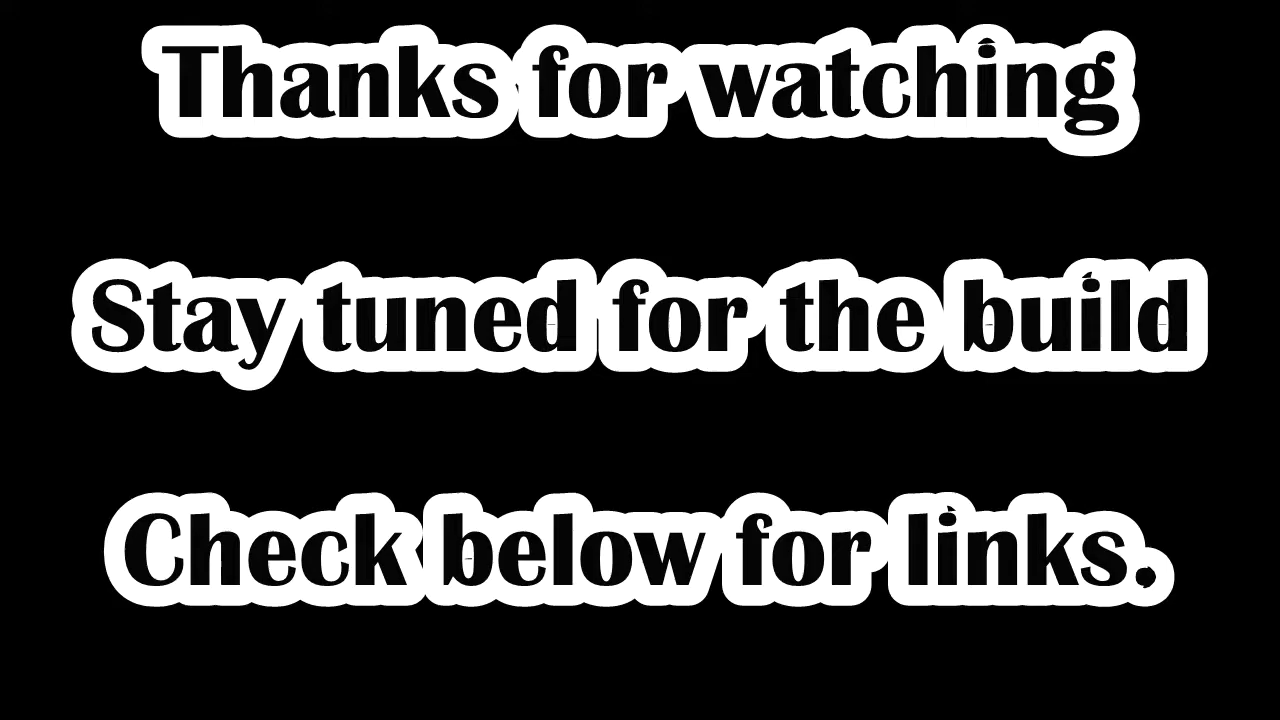 Thanks for watching
Stay tuned for the build
Check below for links.